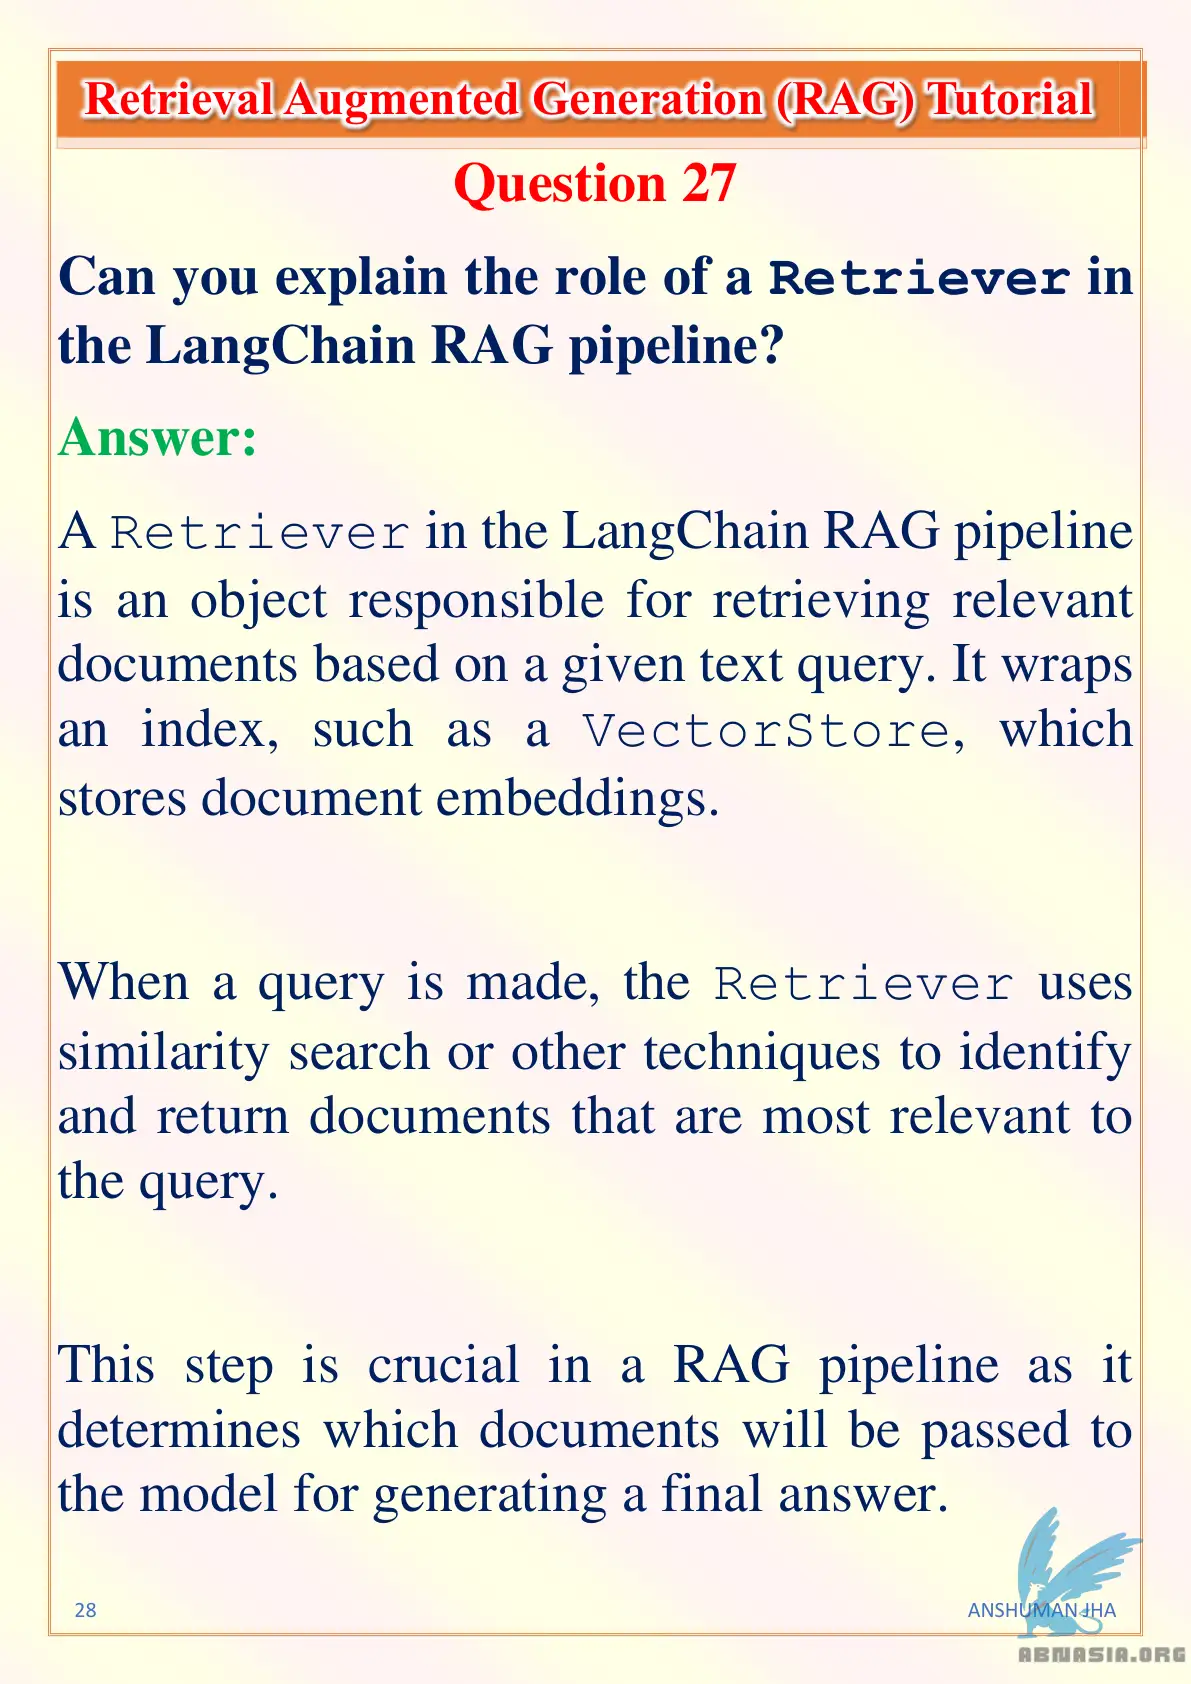 Retrieval Augmented Generation (RAG) Tutorial
Question 27
Can you explain the role of a Retriever in
the LangChain RAG pipeline?
Answer:
A Retriever in the LangChain RAG pipeline
is an object responsible for retrieving relevant
documents based on a given text query. It wraps
an index, such as a VectorStore, which
stores document embeddings.
When a query is made, the Retriever uses
similarity search or other techniques to identify
and return documents that are most relevant to
the query.
This step is crucial in a RAG pipeline as it
determines which documents will be passed to
the model for generating a final answer.
28
ANSHUMAN JHA
ABNASIA.ORG